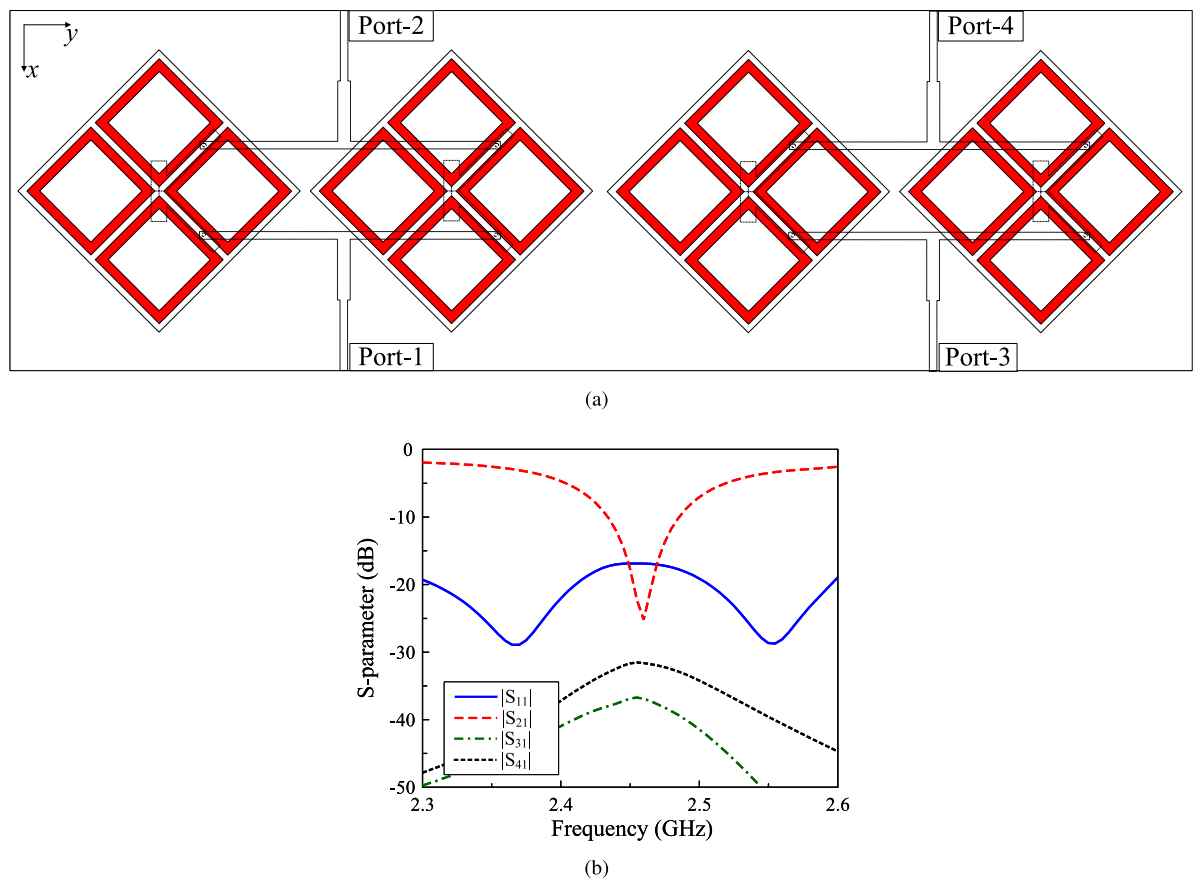 Port-2
Port-4
y
x
Port-1
Port-3
(a)
0
-10
-20
-30
-40
-50
S-parameter (dB)
|S₁₁|
|S₂₁|
|S₃₁|
|S₄₁|
2.3
2.4
2.5
2.6
Frequency (GHz)
(b)